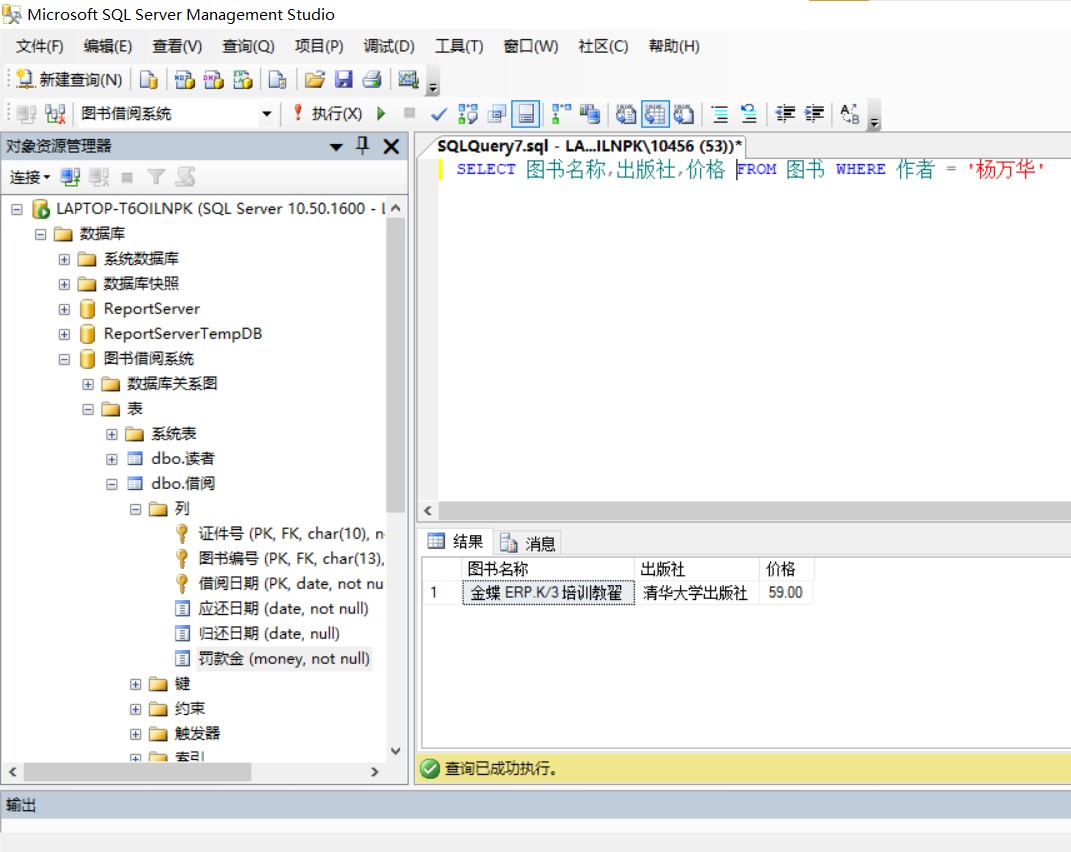 Microsoft SQL Server Management Studio
文件(F) 编辑(E) 查看(V) 查询(Q) 项目(P) 调试(D) 工具(T) 窗口(W) 社区(C) 帮助(H)
新建查询(N)
图书借阅系统 执行(X)
对象资源管理器
连接
LAPTOP-T6OILNPK (SQL Server 10.50.1600 - L
数据库
系统数据库
数据库快照
ReportServer
ReportServerTempDB
图书借阅系统
数据库关系图
表
系统表
dbo.读者
dbo.借阅
列
证件号 (PK, FK, char(10), n
图书编号 (PK, FK, char(13),
借阅日期 (PK, date, not nu
应还日期 (date, not null)
归还日期 (date, null)
罚款金 (money, not null)
键
约束
触发器
索引
SQLQuery7.sql - LA...ILNPK\10456 (53))*
SELECT 图书名称,出版社,价格 FROM 图书 WHERE 作者 = '杨万华'
结果 消息
图书名称 出版社 价格
1 金蝶 ERP.K/3 培训教翟 清华大学出版社 59.00
查询已成功执行。
输出